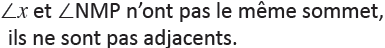 ∠x et ∠NMP n’ont pas le même sommet,
ils ne sont pas adjacents.